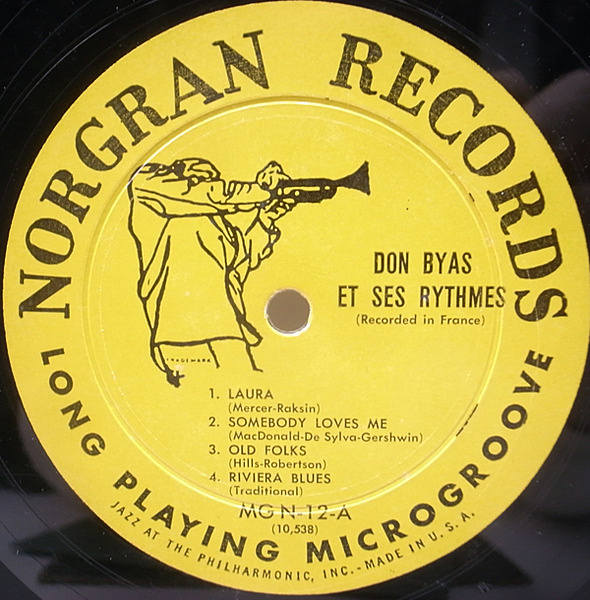 NORGRAN RECORDS
DON BYAS
ET SES RYTHMES
(Recorded in France)
TRADEMARK
1. LAURA
(Mercer-Raksin)
2. SOMEBODY LOVES ME
(MacDonald-De Sylva-Gershwin)
3. OLD FOLKS
(Hills-Robertson)
4. RIVIERA BLUES
(Traditional)
MG N-12-A
(10,538)
LONG PLAYING MICROGROOVE
JAZZ AT THE PHILHARMONIC, INC.-MADE IN U.S.A.